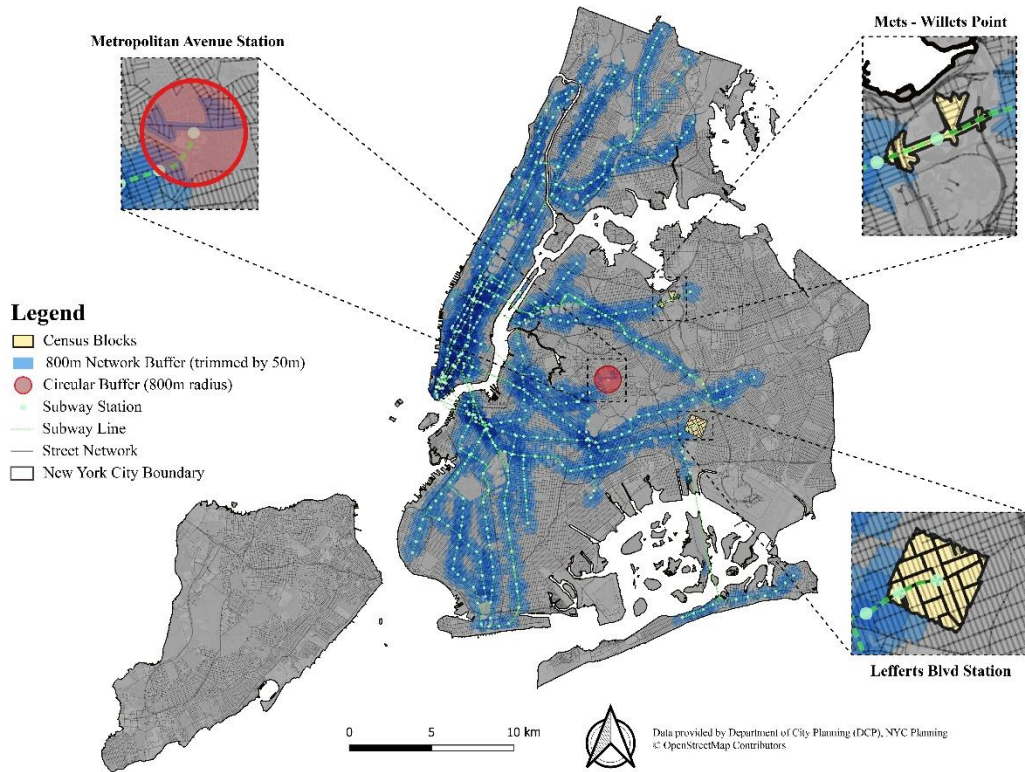 Metropolitan Avenue Station
Mets - Willets Point
Legend
Census Blocks
800m Network Buffer (trimmed by 50m)
Circular Buffer (800m radius)
Subway Station
Subway Line
Street Network
New York City Boundary
Lefferts Blvd Station
0 5 10 km
Data provided by Department of City Planning (DCP), NYC Planning
© OpenStreetMap Contributors